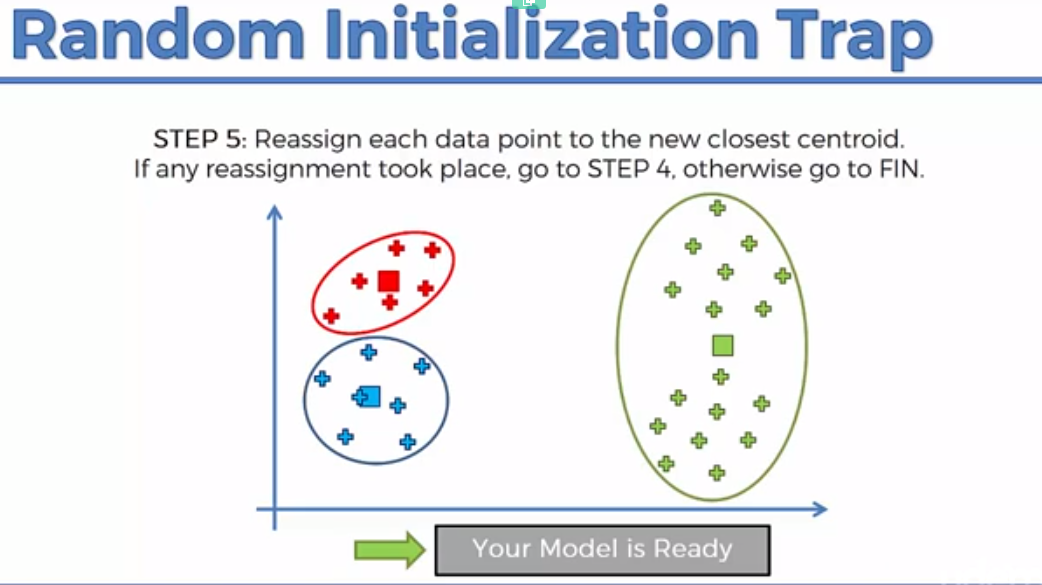 Random Initialization Trap
STEP 5: Reassign each data point to the new closest centroid.
If any reassignment took place, go to STEP 4, otherwise go to FIN.
Your Model is Ready